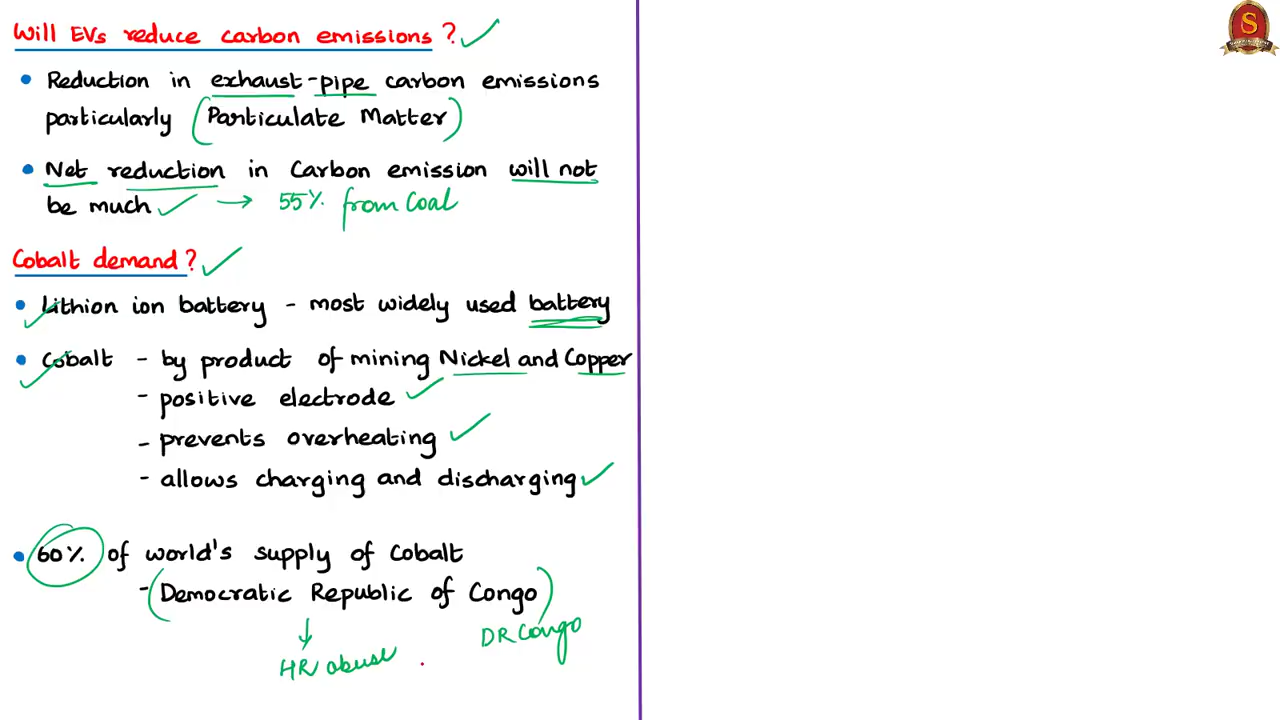 Will EVs reduce carbon emissions?
• Reduction in exhaust-pipe carbon emissions
particularly (Particulate Matter)
• Net reduction in Carbon emission will not
be much → 55% from Coal
Cobalt demand?
• Lithion ion battery - most widely used battery
• Cobalt - by product of mining Nickel and Copper
- positive electrode
- prevents overheating
- allows charging and discharging
• 60% of world's supply of Cobalt
- (Democratic Republic of Congo)
DR Congo
HR abuse
S